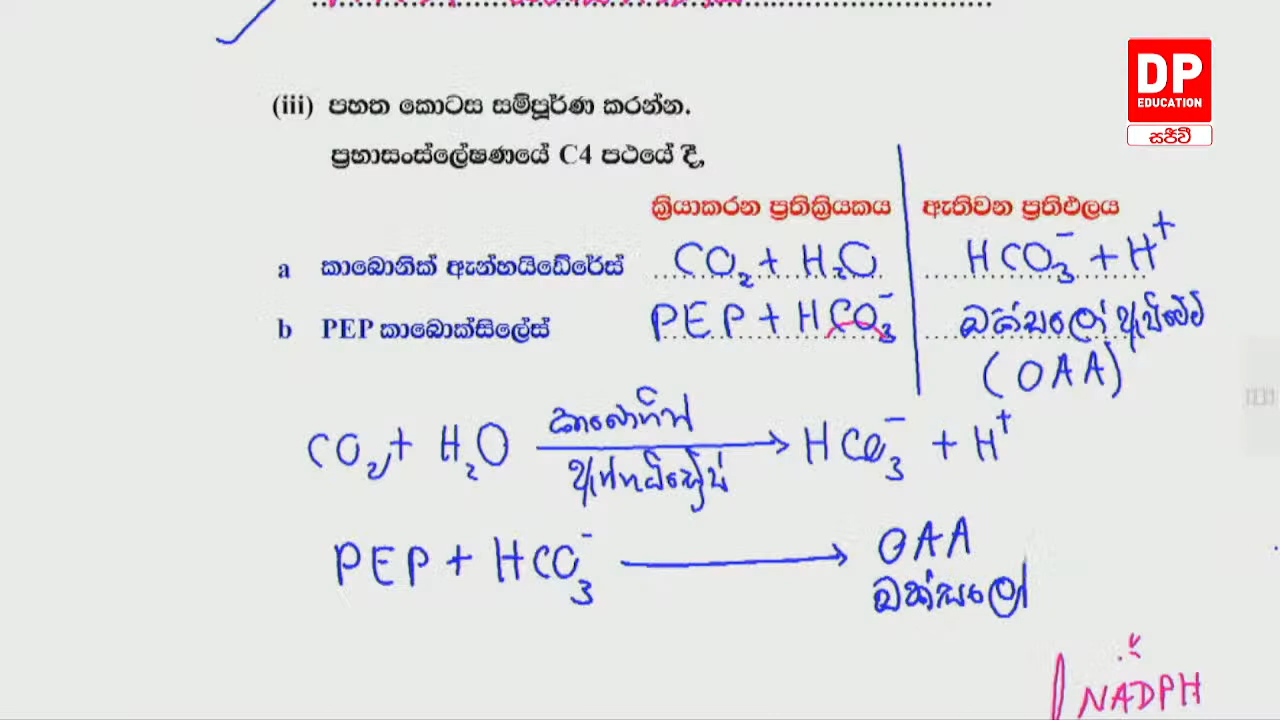 DP
EDUCATION
සජීවී
(iii) පහත කොටස සම්පූර්ණ කරන්න.
ප්‍රභාසංස්ලේෂණයේ C4 පථයේ දී,
ක්‍රියාකරන ප්‍රතික්‍රියකය ඇතිවන ප්‍රතිඵලය
a කාබොනික් ඇන්හයිඩේරේස් CO₂ + H₂O HCO₃⁻ + H⁺
b PEP කාබොක්සිලේස් PEP + HCO₃⁻ ඔක්සලෝ ඇසිටේට්
(OAA)
කාබොනික්
CO₂ + H₂O → HCO₃⁻ + H⁺
PEP + HCO₃⁻ → OAA
ඔක්සලෝ
NADPH